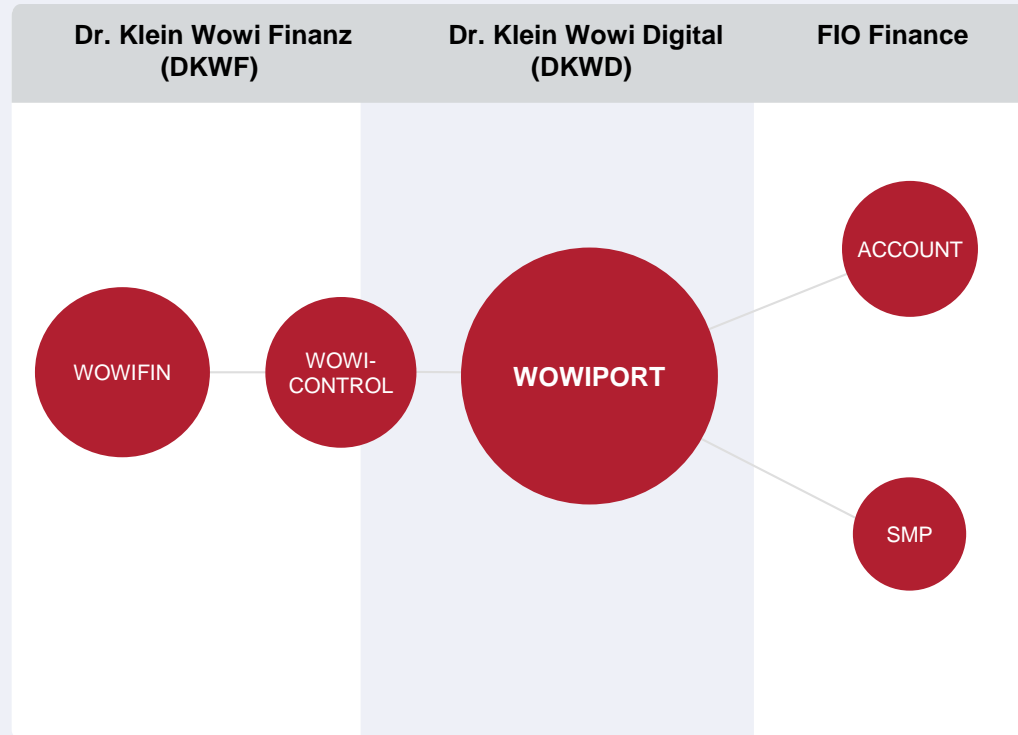 Dr. Klein Wowi Finanz
(DKWF)
Dr. Klein Wowi Digital
(DKWD)
FIO Finance
WOWIFIN
WOWI-
CONTROL
WOWIPORT
ACCOUNT
SMP